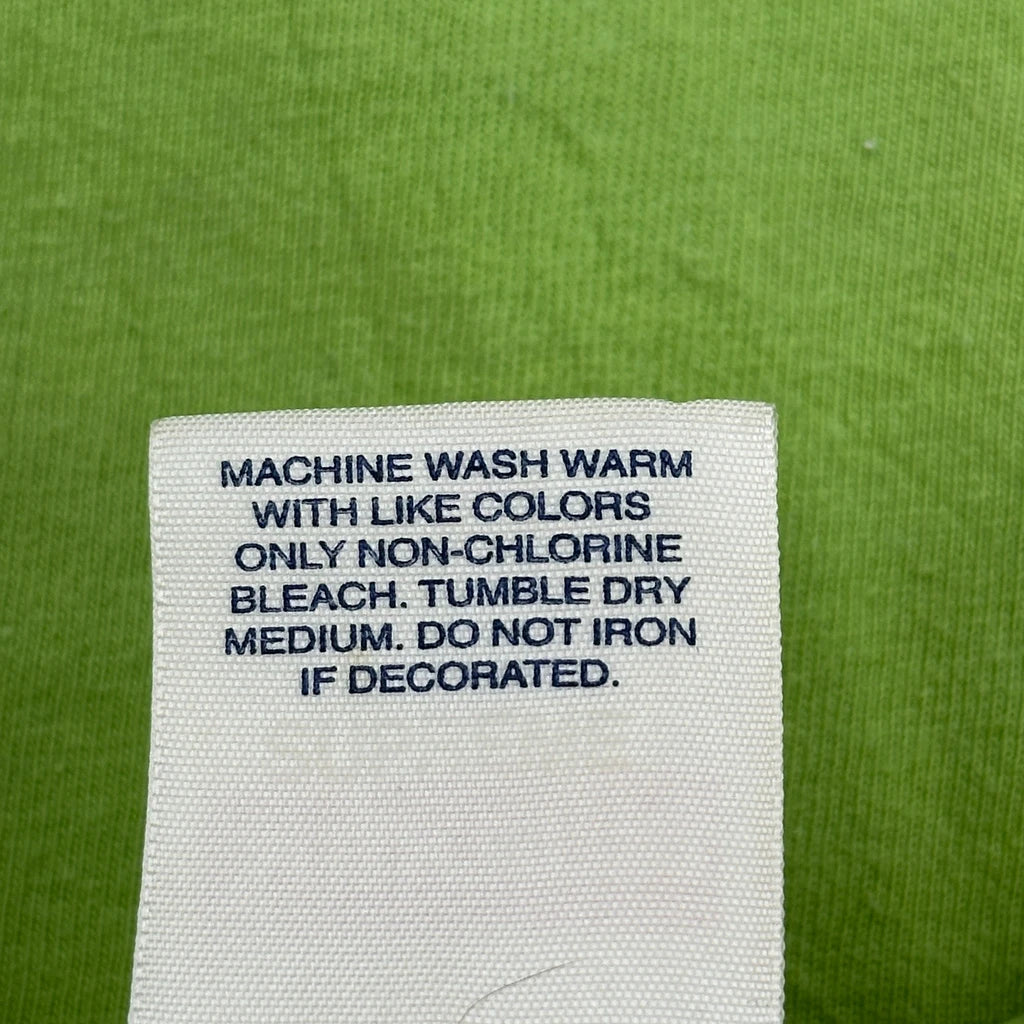 MACHINE WASH WARM
WITH LIKE COLORS
ONLY NON-CHLORINE
BLEACH. TUMBLE DRY
MEDIUM. DO NOT IRON
IF DECORATED.